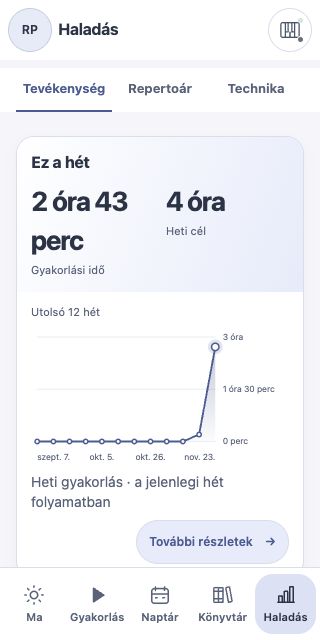 RP
Haladás
Tevékenység
Repertoár
Technika
Ez a hét
2 óra 43
perc
4 óra
Gyakorlási idő
Heti cél
Utolsó 12 hét
3 óra
1 óra 30 perc
0 perc
szept. 7.
okt. 5.
okt. 26.
nov. 23.
Heti gyakorlás · a jelenlegi hét
folyamatban
További részletek
Ma
Gyakorlás
Naptár
Könyvtár
Haladás